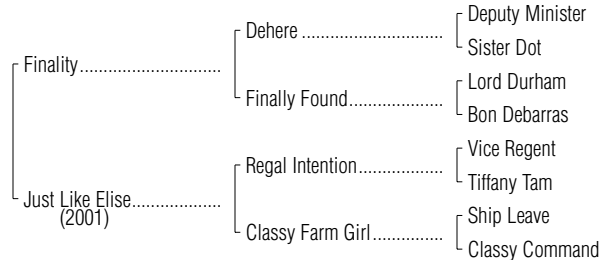 Deputy Minister
Dehere
Sister Dot
Finality
Lord Durham
Finally Found
Bon Debarras
Vice Regent
Regal Intention
Tiffany Tam
Just Like Elise
(2001)
Ship Leave
Classy Farm Girl
Classy Command